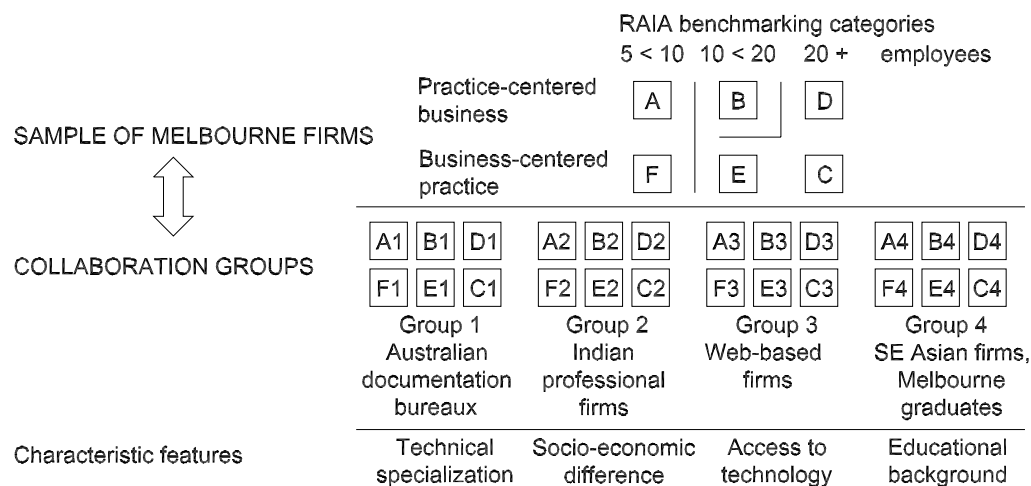 RAIA benchmarking categories
5 < 10 10 < 20 20 + employees
Practice-centered
business
A B D
SAMPLE OF MELBOURNE FIRMS
Business-centered
practice
F E C
A1 B1 D1 A2 B2 D2 A3 B3 D3 A4 B4 D4
COLLABORATION GROUPS
F1 E1 C1 F2 E2 C2 F3 E3 C3 F4 E4 C4
Group 1 Group 2 Group 3 Group 4
Australian Indian Web-based SE Asian firms,
documentation professional firms Melbourne
bureaux firms graduates
Characteristic features Technical Socio-economic Access to Educational
specialization difference technology background